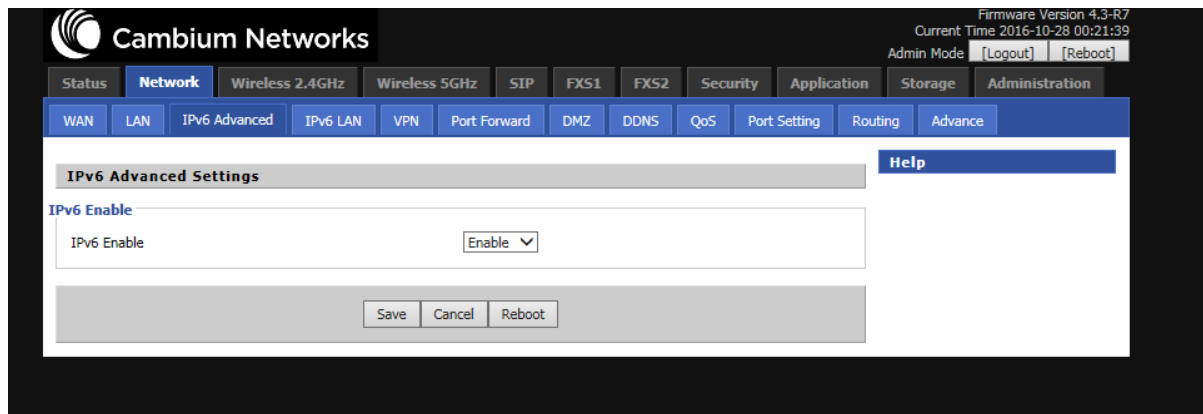 Firmware Version 4.3-R7
Cambium Networks
Current Time 2016-10-28 00:21:39
Admin Mode [Logout] [Reboot]
Status Network Wireless 2.4GHz Wireless 5GHz SIP FXS1 FXS2 Security Application Storage Administration
WAN LAN IPv6 Advanced IPv6 LAN VPN Port Forward DMZ DDNS QoS Port Setting Routing Advance
IPv6 Advanced Settings
Help
IPv6 Enable
IPv6 Enable Enable
Save Cancel Reboot